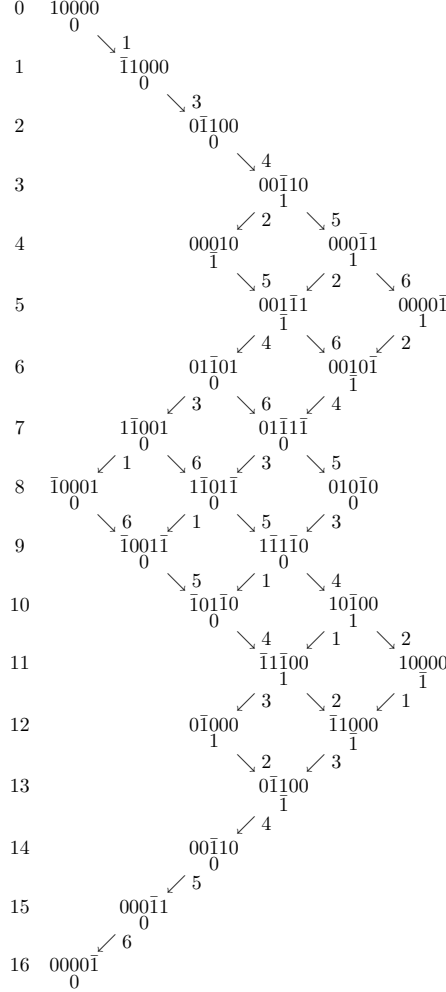 0 10000
0
1
1 1̄1000
0
3
2 01̄100
0
4
3 001̄10
1
2 5
4 00010 0001̄1
1̄ 1
5 2 6
5 0011̄1 00001̄
1̄ 1
4 6 2
6 011̄01 00101̄
0 1̄
3 6 4
7 11̄001 011̄11̄
0 0
1 6 3 5
8 1̄0001 11̄011̄ 0101̄0
0 0 0
6 1 5 3
9 1̄0011̄ 11̄11̄0
0 0
5 1 4
10 1̄011̄0 101̄00
0 1
4 1 2
11 1̄11̄00 10000
1 1̄
3 2 1
12 01̄000 1̄1000
1 1̄
2 3
13 01̄100
1̄
4
14 001̄10
0
5
15 0001̄1
0
6
16 00001̄
0